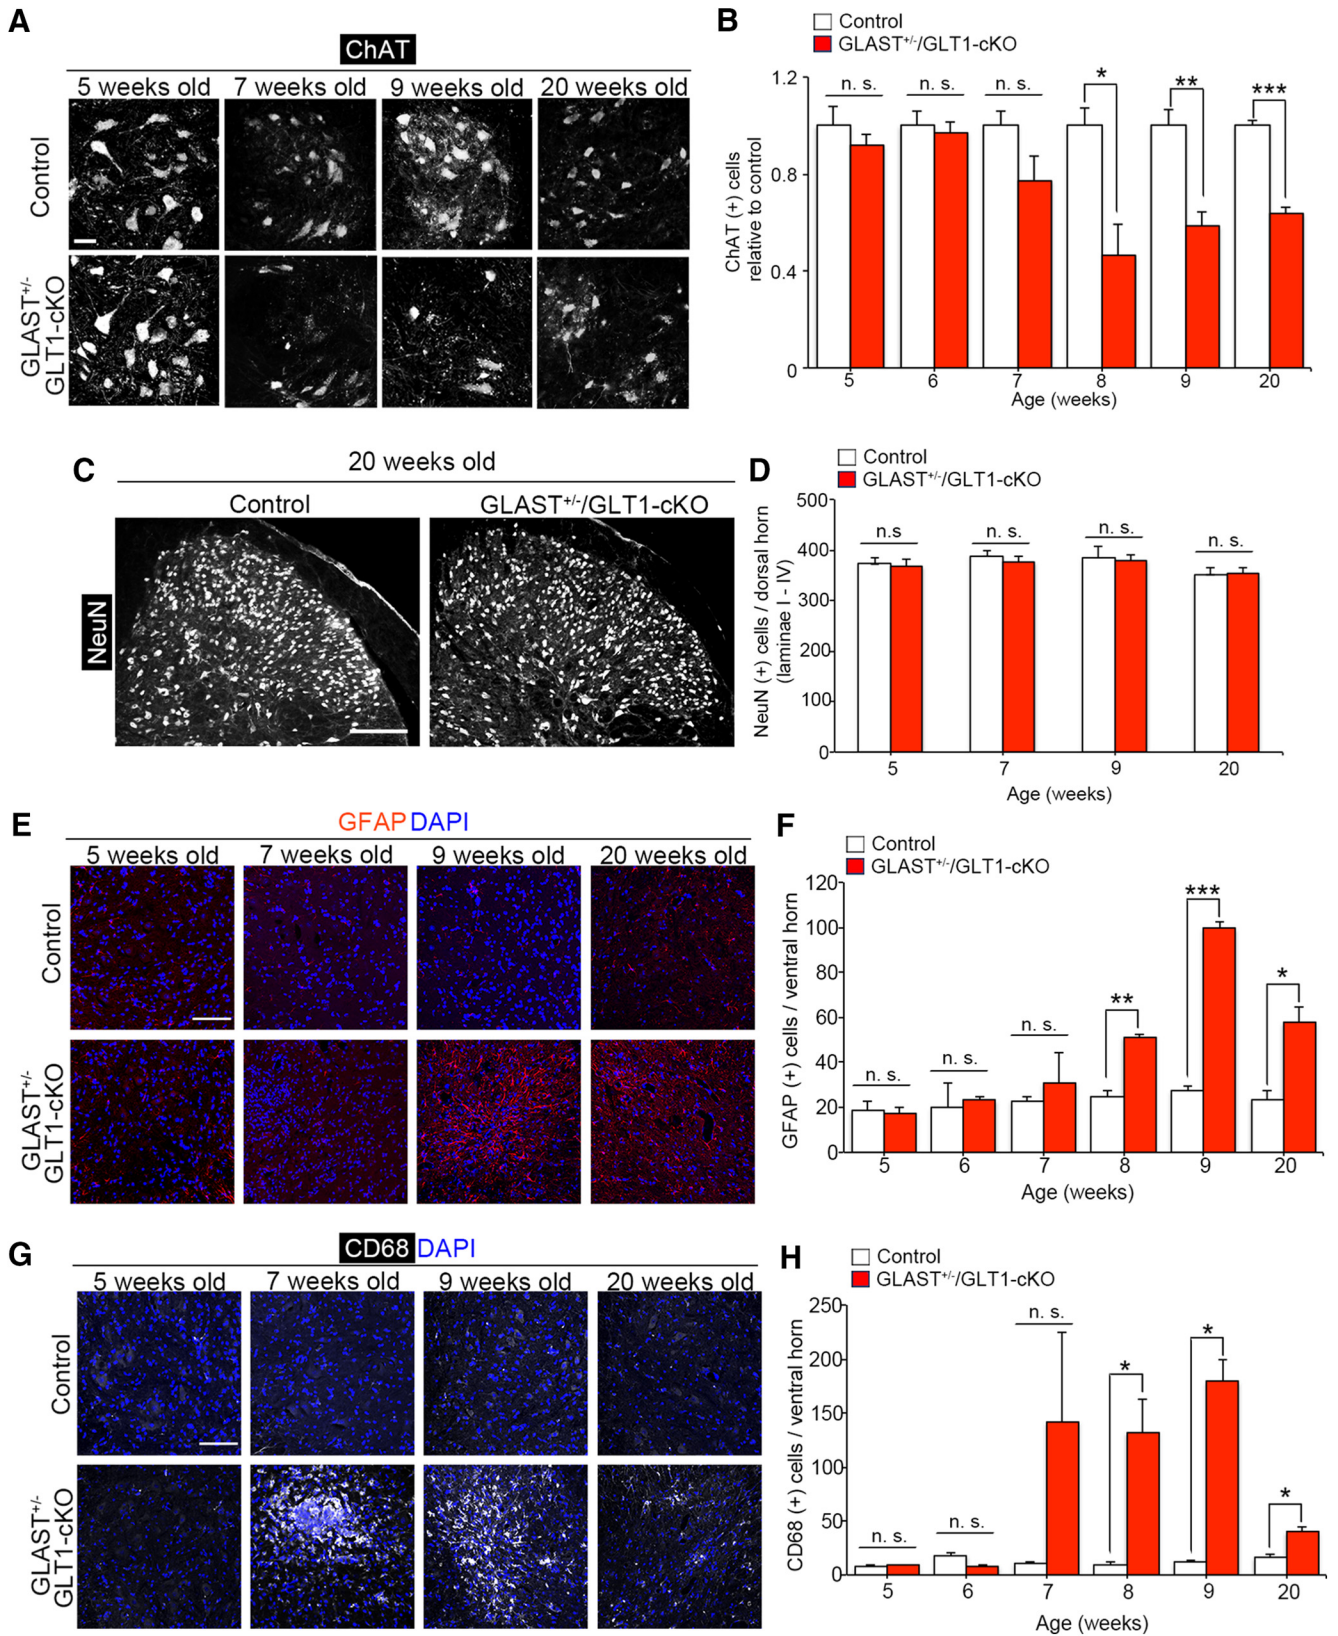 A
ChAT
5 weeks old 7 weeks old 9 weeks old 20 weeks old
Control
GLAST+/-
GLT1-cKO
B
Control
GLAST+/-/GLT1-cKO
ChAT (+) cells
relative to control
1.2
0.8
0.4
0
n. s. n. s. n. s. * ** ***
5 6 7 8 9 20
Age (weeks)
C
20 weeks old
Control GLAST+/-/GLT1-cKO
NeuN
D
Control
GLAST+/-/GLT1-cKO
NeuN (+) cells / dorsal horn
(laminae I - IV)
500
400
300
200
100
0
n.s n. s. n. s. n. s.
5 7 9 20
Age (weeks)
E
GFAP DAPI
5 weeks old 7 weeks old 9 weeks old 20 weeks old
Control
GLAST+/-
GLT1-cKO
F
Control
GLAST+/-/GLT1-cKO
GFAP (+) cells / ventral horn
120
100
80
60
40
20
0
n. s. n. s. n. s. ** *** *
5 6 7 8 9 20
Age (weeks)
G
CD68 DAPI
5 weeks old 7 weeks old 9 weeks old 20 weeks old
Control
GLAST+/-
GLT1-cKO
H
Control
GLAST+/-/GLT1-cKO
CD68 (+) cells / ventral horn
250
200
150
100
50
0
n. s. n. s. n. s. * * *
5 6 7 8 9 20
Age (weeks)